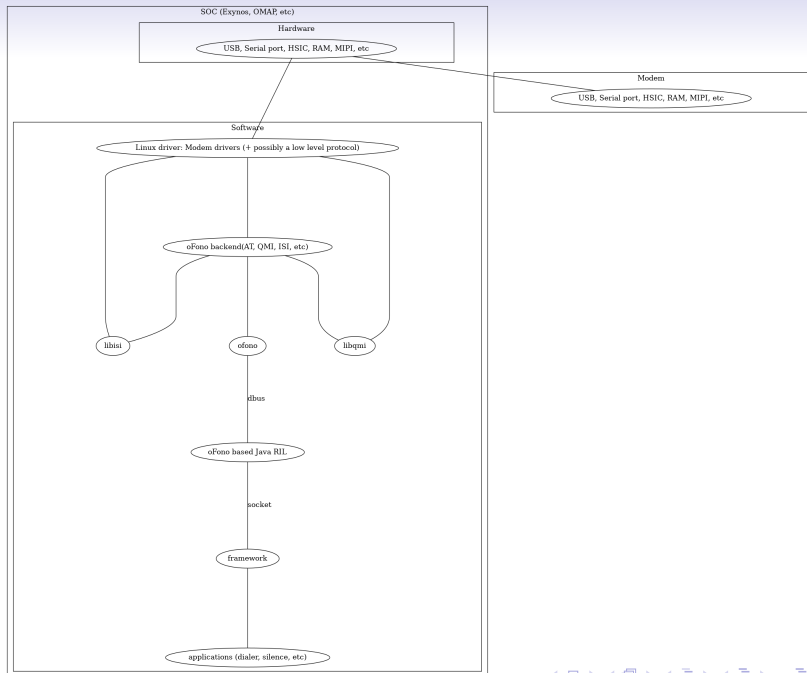 SOC (Exynos, OMAP, etc)
Hardware
USB, Serial port, HSIC, RAM, MIPI, etc
Modem
USB, Serial port, HSIC, RAM, MIPI, etc
Software
Linux driver: Modem drivers (+ possibly a low level protocol)
oFono backend(AT, QMI, ISI, etc)
libisi
ofono
libqmi
dbus
oFono based Java RIL
socket
framework
applications (dialer, silence, etc)